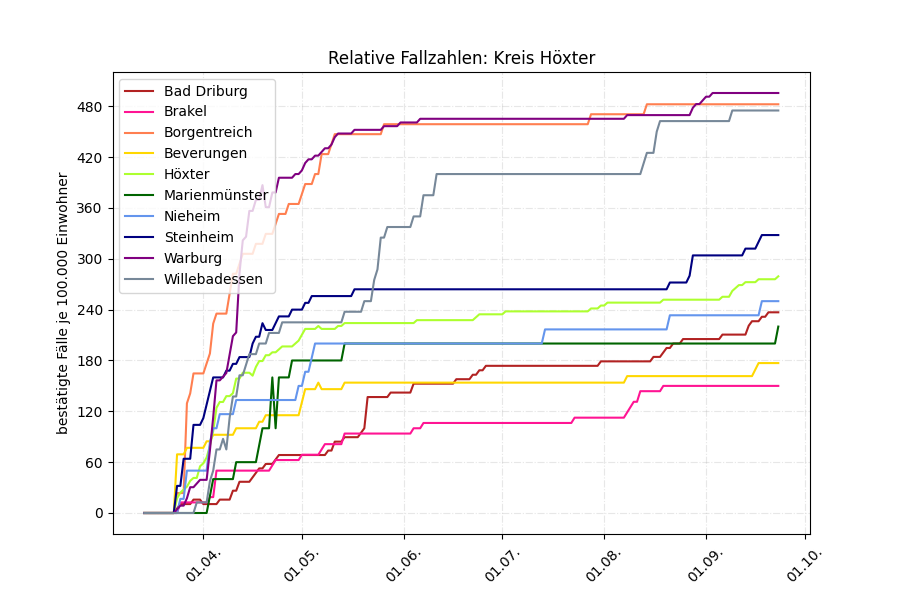 Relative Fallzahlen: Kreis Höxter
bestätigte Fälle je 100.000 Einwohner
480
420
360
300
240
180
120
60
0
Bad Driburg
Brakel
Borgentreich
Beverungen
Höxter
Marienmünster
Nieheim
Steinheim
Warburg
Willebadessen
01.04.
01.05.
01.06.
01.07.
01.08.
01.09.
01.10.